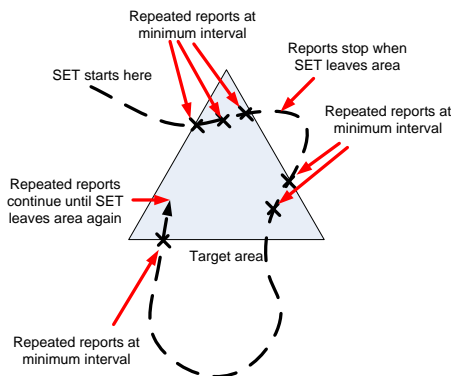 Repeated reports at
minimum interval
SET starts here
Reports stop when
SET leaves area
Repeated reports at
minimum interval
Repeated reports
continue until SET
leaves area again
Target area
Repeated reports at
minimum interval